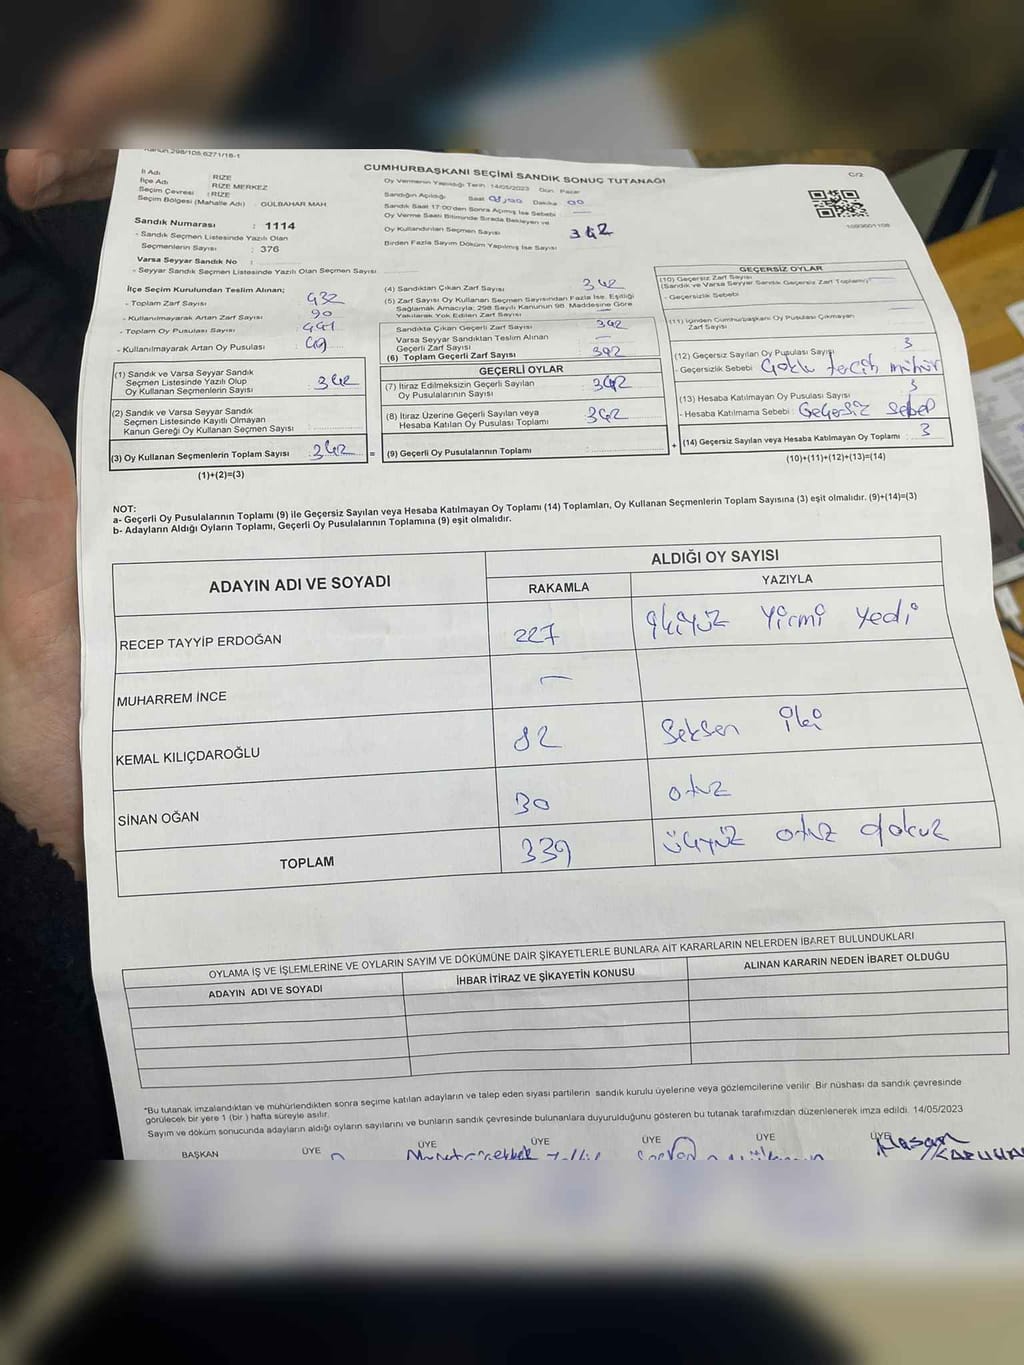 Kanun:298/105,6271/18-1
CUMHURBAŞKANI SEÇİMİ SANDIK SONUÇ TUTANAĞI
C/2
İl Adı : RİZE
İlçe Adı : RİZE MERKEZ
Seçim Çevresi : RİZE
Seçim Bölgesi (Mahalle Adı) : GÜLBAHAR MAH.
Sandık Numarası : 1114
- Sandık Seçmen Listesinde Yazılı Olan
Seçmenlerin Sayısı : 376
Varsa Seyyar Sandık No :
- Seyyar Sandık Seçmen Listesinde Yazılı Olan Seçmen Sayısı
Oy Vermenin Yapıldığı Tarih 14/05/2023 Gün Pazar
Sandığın Açıldığı Saat Dakika 00
Sandık Saat 17:00'den Sonra Açılmış İse Sebebi
Oy Verme Saati Bitiminde Sırada Bekleyen ve
Oy Kullandırılan Seçmen Sayısı 342
Birden Fazla Sayım Döküm Yapılmış İse Sayısı
İlçe Seçim Kurulundan Teslim Alınan;
- Toplam Zarf Sayısı 432
- Kullanılmayarak Artan Zarf Sayısı 90
- Toplam Oy Pusulası Sayısı 441
- Kullanılmayarak Artan Oy Pusulası
(1) Sandık ve Varsa Seyyar Sandık
Seçmen Listesinde Yazılı Olup
Oy Kullanan Seçmenlerin Sayısı : 342
(2) Sandık ve Varsa Seyyar Sandık
Seçmen Listesinde Kayıtlı Olmayan
Kanun Gereği Oy Kullanan Seçmen Sayısı :
(3) Oy Kullanan Seçmenlerin Toplam Sayısı : 342
(1)+(2)=(3)
(4) Sandıktan Çıkan Zarf Sayısı : 342
(5) Zarf Sayısı Oy Kullanan Seçmen Sayısından Fazla İse, Eşitliği
Sağlamak Amacıyla; 298 Sayılı Kanunun 98. Maddesine Göre
Yakılarak Yok Edilen Zarf Sayısı
Sandıkta Çıkan Geçerli Zarf Sayısı : 342
Varsa Seyyar Sandıktan Teslim Alınan
Geçerli Zarf Sayısı
(6) Toplam Geçerli Zarf Sayısı : 342
GEÇERLİ OYLAR
(7) İtiraz Edilmeksizin Geçerli Sayılan
Oy Pusulalarının Sayısı : 342
(8) İtiraz Üzerine Geçerli Sayılan veya
Hesaba Katılan Oy Pusulası Toplamı : 342
= (9) Geçerli Oy Pusulalarının Toplamı :
GEÇERSİZ OYLAR
(10) Geçersiz Zarf Sayısı
(Sandık ve Varsa Seyyar Sandık Geçersiz Zarf Toplamı)
- Geçersizlik Sebebi
(11) İçinden Cumhurbaşkanı Oy Pusulası Çıkmayan
Zarf Sayısı
(12) Geçersiz Sayılan Oy Pusulası Sayısı 3
- Geçersizlik Sebebi Çoklu tercih mühür
(13) Hesaba Katılmayan Oy Pusulası Sayısı 3
- Hesaba Katılmama Sebebi : Geçersiz sebep
+ (14) Geçersiz Sayılan veya Hesaba Katılmayan Oy Toplamı : 3
(10)+(11)+(12)+(13)=(14)
NOT:
a- Geçerli Oy Pusulalarının Toplamı (9) ile Geçersiz Sayılan veya Hesaba Katılmayan Oy Toplamı (14) Toplamları, Oy Kullanan Seçmenlerin Toplam Sayısına (3) eşit olmalıdır. (9)+(14)=(3)
b- Adayların Aldığı Oyların Toplamı, Geçerli Oy Pusulalarının Toplamına (9) eşit olmalıdır.
ADAYIN ADI VE SOYADI
ALDIĞI OY SAYISI
RAKAMLA YAZIYLA
RECEP TAYYİP ERDOĞAN 227 İkiyüz Yirmi Yedi
MUHARREM İNCE —
KEMAL KILIÇDAROĞLU 82 Seksen İki
SİNAN OĞAN 30 otuz
TOPLAM 339 üçyüz otuz dokuz
OYLAMA İŞ VE İŞLEMLERİNE VE OYLARIN SAYIM VE DÖKÜMÜNE DAİR ŞİKAYETLERLE BUNLARA AİT KARARLARIN NELERDEN İBARET BULUNDUKLARI
ADAYIN ADI VE SOYADI İHBAR İTİRAZ VE ŞİKAYETİN KONUSU ALINAN KARARIN NEDEN İBARET OLDUĞU
*Bu tutanak imzalandıktan ve mühürlendikten sonra seçime katılan adayların ve talep eden siyasi partilerin sandık kurulu üyelerine veya gözlemcilerine verilir. Bir nüshası da sandık çevresinde
görülecek bir yere 1 (bir ) hafta süreyle asılır.
Sayım ve döküm sonucunda adayların aldığı oyların sayılarını ve bunların sandık çevresinde bulunanlara duyurulduğunu gösteren bu tutanak tarafımızdan düzenlenerek imza edildi. 14/05/2023
BAŞKAN ÜYE ÜYE ÜYE ÜYE ÜYE ÜYE
Hasan